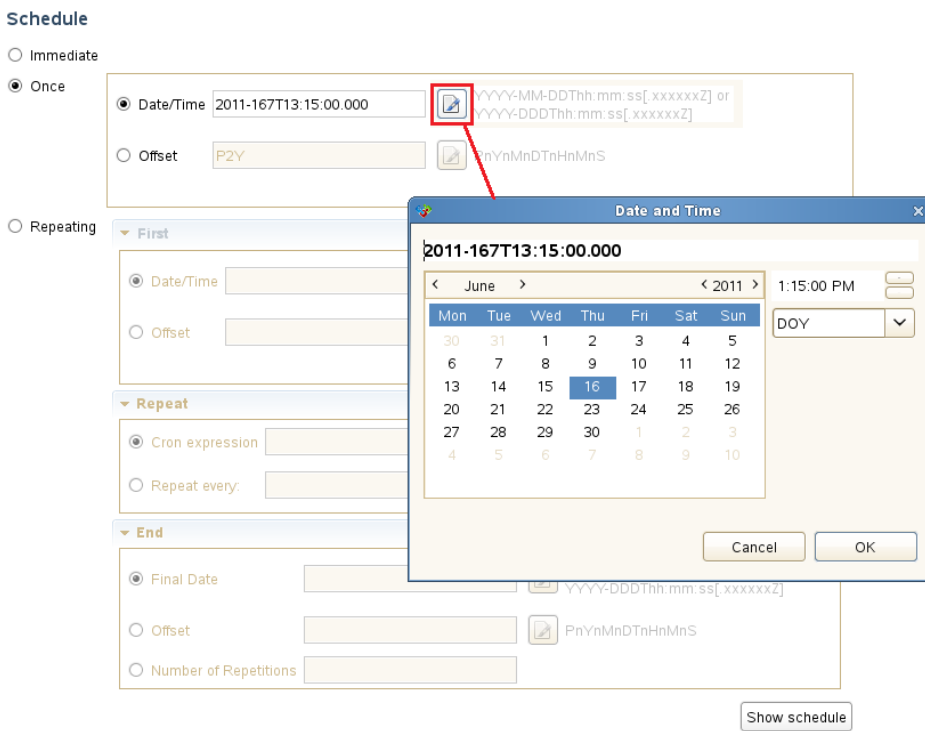 Schedule
Immediate
Once
Date/Time 2011-167T13:15:00.000 YYYY-MM-DDThh:mm:ss[.xxxxxxZ] or
YYYY-DDDThh:mm:ss[.xxxxxxZ]
Offset P2Y PnYnMnDTnHnMnS
Repeating
First
Date/Time
Offset
Repeat
Cron expression
Repeat every:
End
Final Date
YYYY-DDDThh:mm:ss[.xxxxxxZ]
Offset PnYnMnDTnHnMnS
Number of Repetitions
Show schedule
Date and Time
2011-167T13:15:00.000
< June > < 2011 > 1:15:00 PM
Mon Tue Wed Thu Fri Sat Sun DOY
30 31 1 2 3 4 5
6 7 8 9 10 11 12
13 14 15 16 17 18 19
20 21 22 23 24 25 26
27 28 29 30 1 2 3
4 5 6 7 8 9 10
Cancel OK